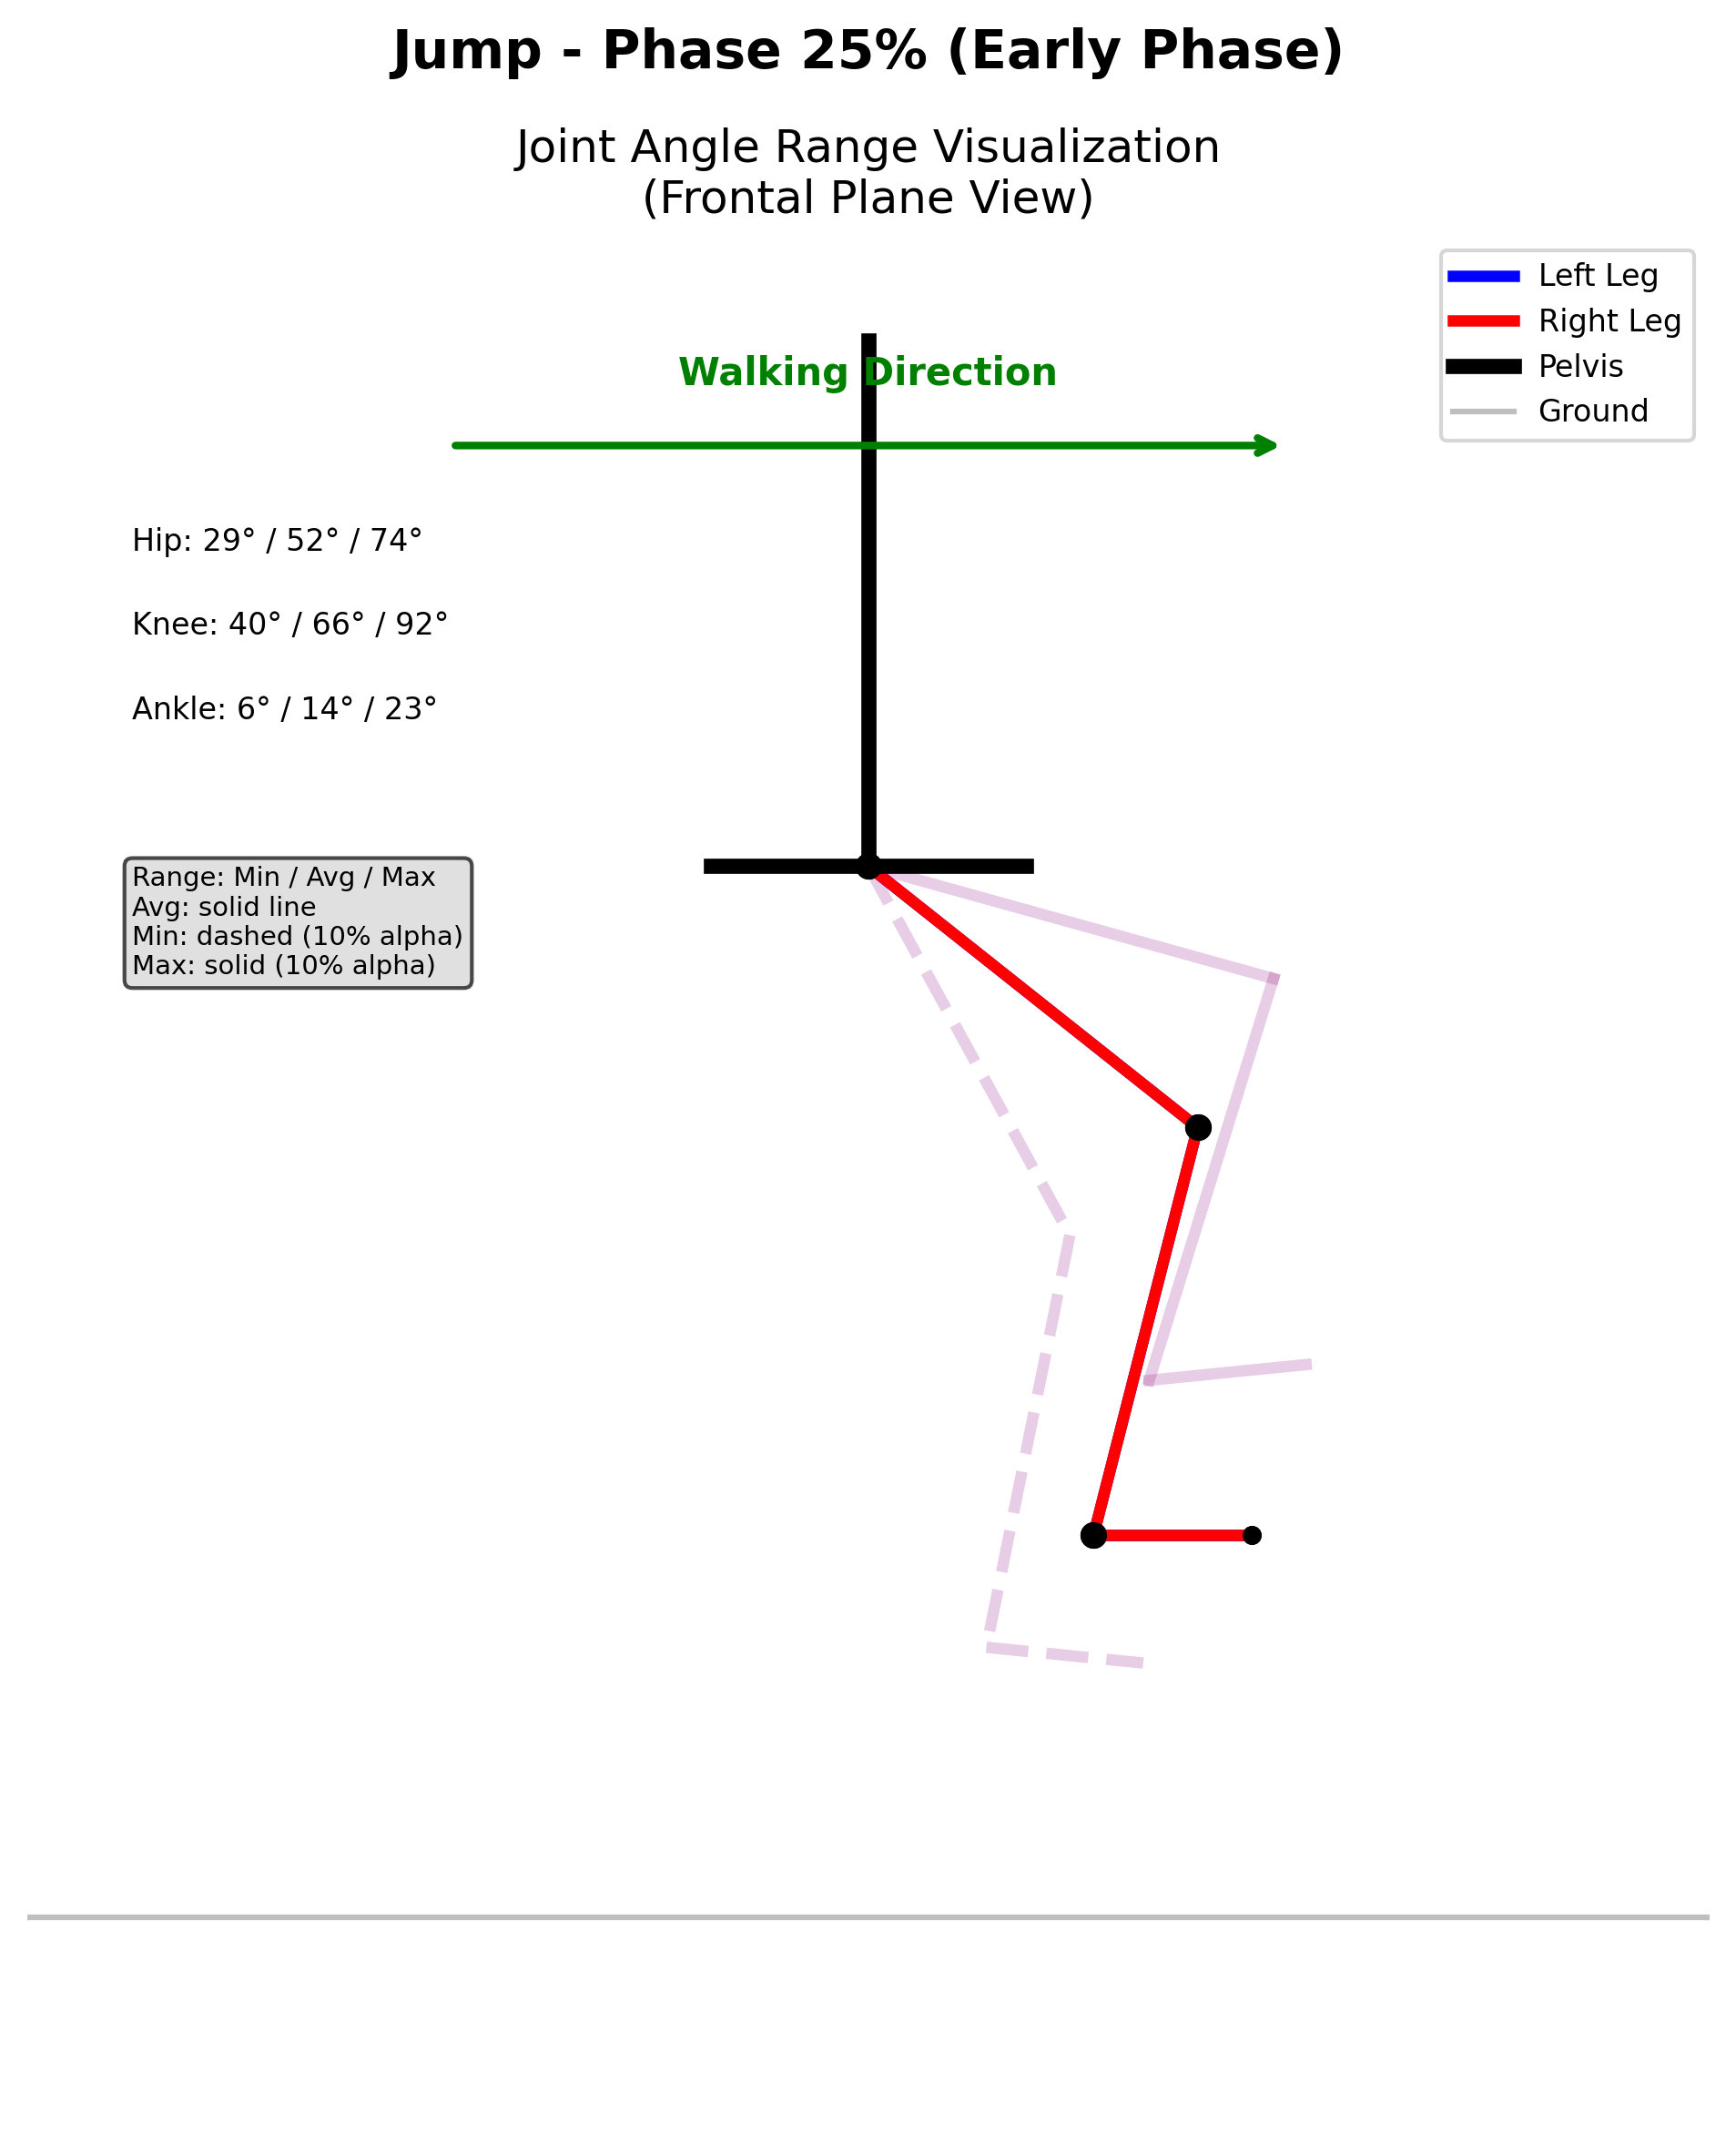 Jump - Phase 25% (Early Phase)
Joint Angle Range Visualization
(Frontal Plane View)
Left Leg
Right Leg
Pelvis
Ground
Walking Direction
Hip: 29° / 52° / 74°
Knee: 40° / 66° / 92°
Ankle: 6° / 14° / 23°
Range: Min / Avg / Max
Avg: solid line
Min: dashed (10% alpha)
Max: solid (10% alpha)